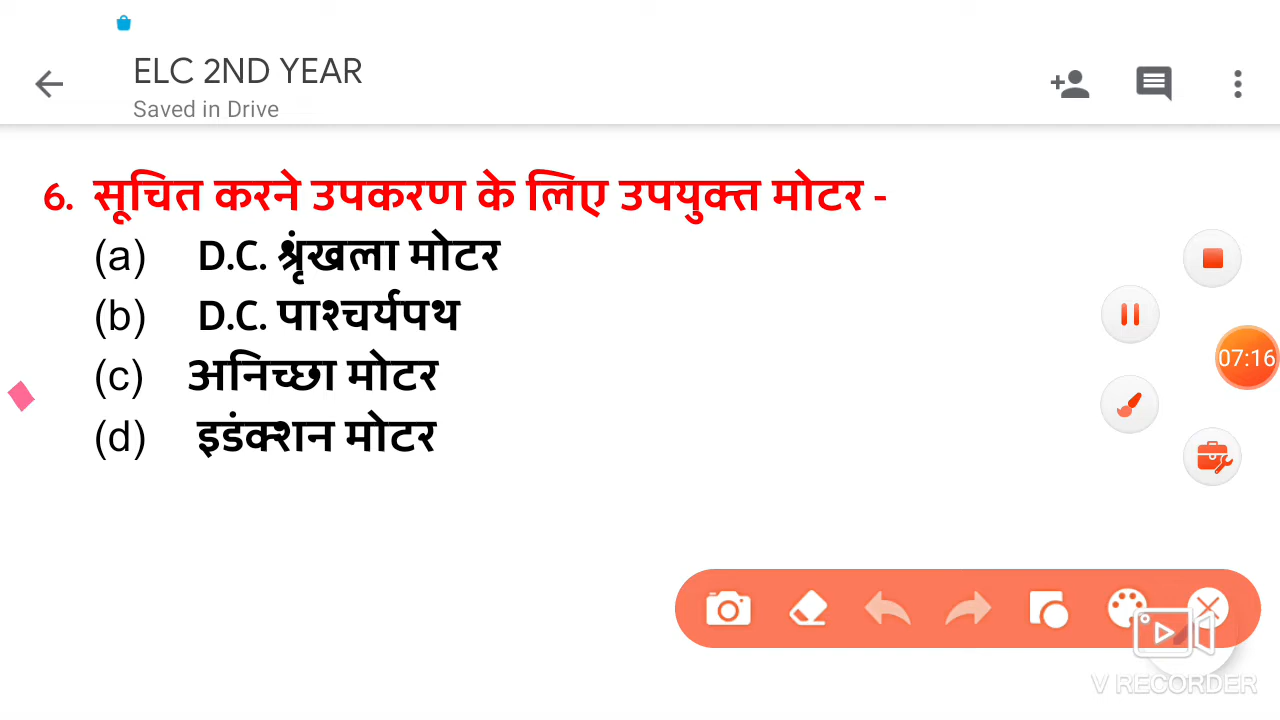 ELC 2ND YEAR
Saved in Drive
6. सूचित करने उपकरण के लिए उपयुक्त मोटर -
(a) D.C. श्रृंखला मोटर
(b) D.C. पाश्चर्यपथ
(c) अनिच्छा मोटर
(d) इडंक्शन मोटर
07:16
V RECORDER